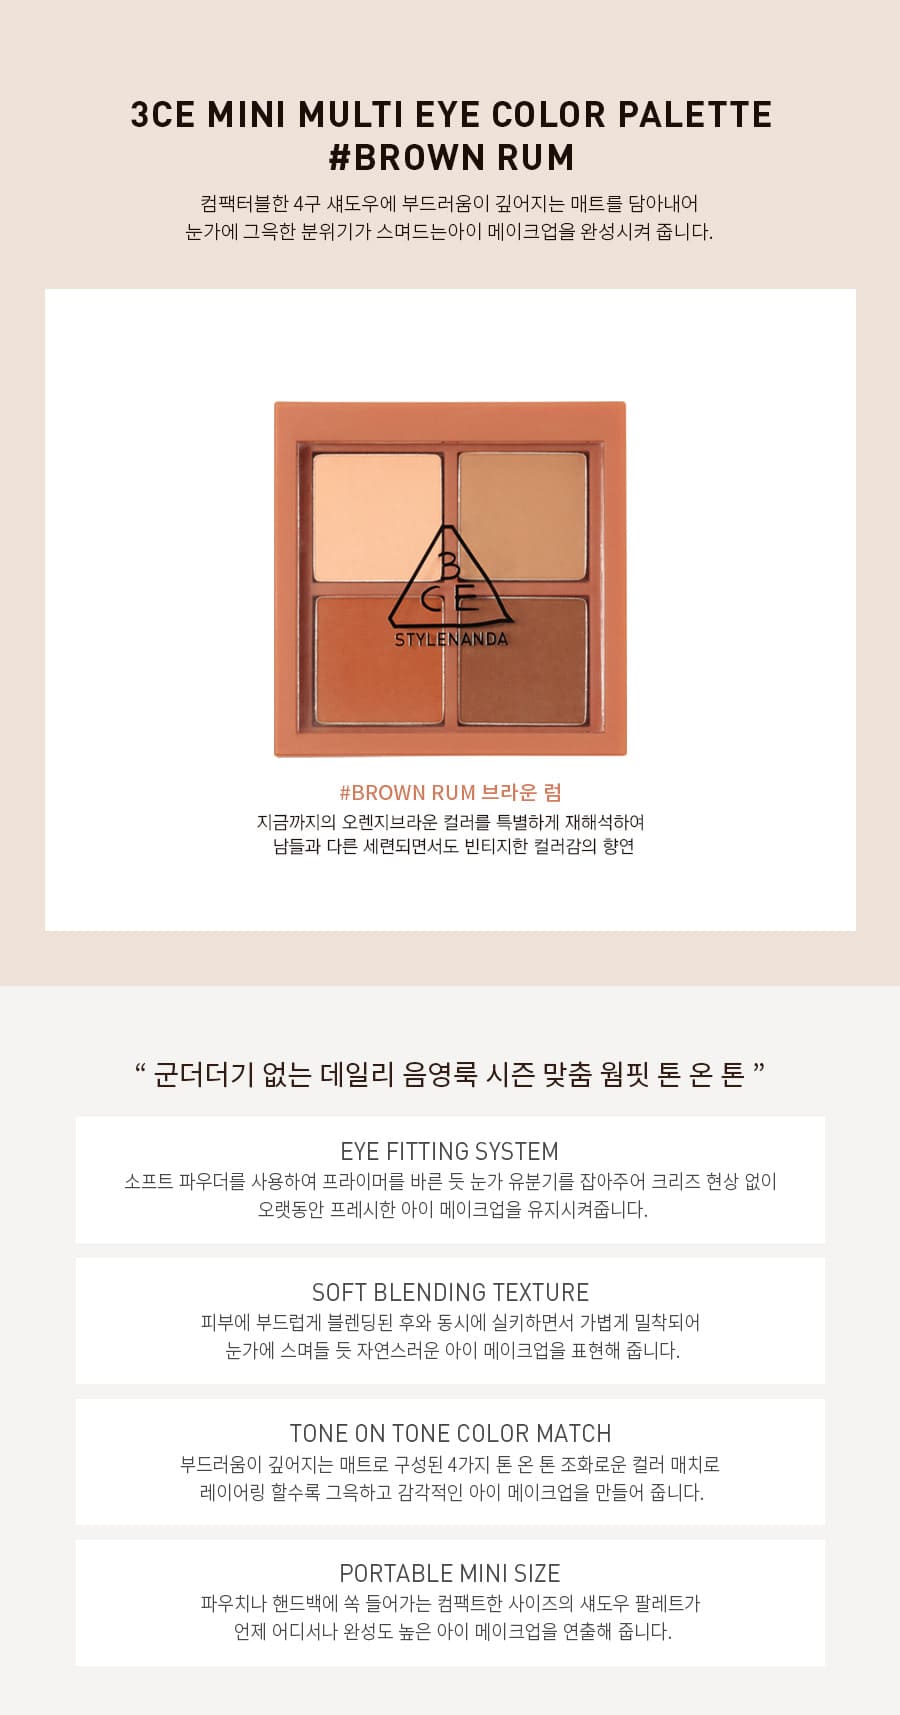 3CE MINI MULTI EYE COLOR PALETTE
#BROWN RUM
컴팩터블한 4구 섀도우에 부드러움이 깊어지는 매트를 담아내어
눈가에 그윽한 분위기가 스며드는아이 메이크업을 완성시켜 줍니다.
3
CE
STYLENANDA
#BROWN RUM 브라운 럼
지금까지의 오렌지브라운 컬러를 특별하게 재해석하여
남들과 다른 세련되면서도 빈티지한 컬러감의 향연
“ 군더더기 없는 데일리 음영룩 시즌 맞춤 웜핏 톤 온 톤 ”
EYE FITTING SYSTEM
소프트 파우더를 사용하여 프라이머를 바른 듯 눈가 유분기를 잡아주어 크리즈 현상 없이
오랫동안 프레시한 아이 메이크업을 유지시켜줍니다.
SOFT BLENDING TEXTURE
피부에 부드럽게 블렌딩된 후와 동시에 실키하면서 가볍게 밀착되어
눈가에 스며들 듯 자연스러운 아이 메이크업을 표현해 줍니다.
TONE ON TONE COLOR MATCH
부드러움이 깊어지는 매트로 구성된 4가지 톤 온 톤 조화로운 컬러 매치로
레이어링 할수록 그윽하고 감각적인 아이 메이크업을 만들어 줍니다.
PORTABLE MINI SIZE
파우치나 핸드백에 쏙 들어가는 컴팩트한 사이즈의 섀도우 팔레트가
언제 어디서나 완성도 높은 아이 메이크업을 연출해 줍니다.